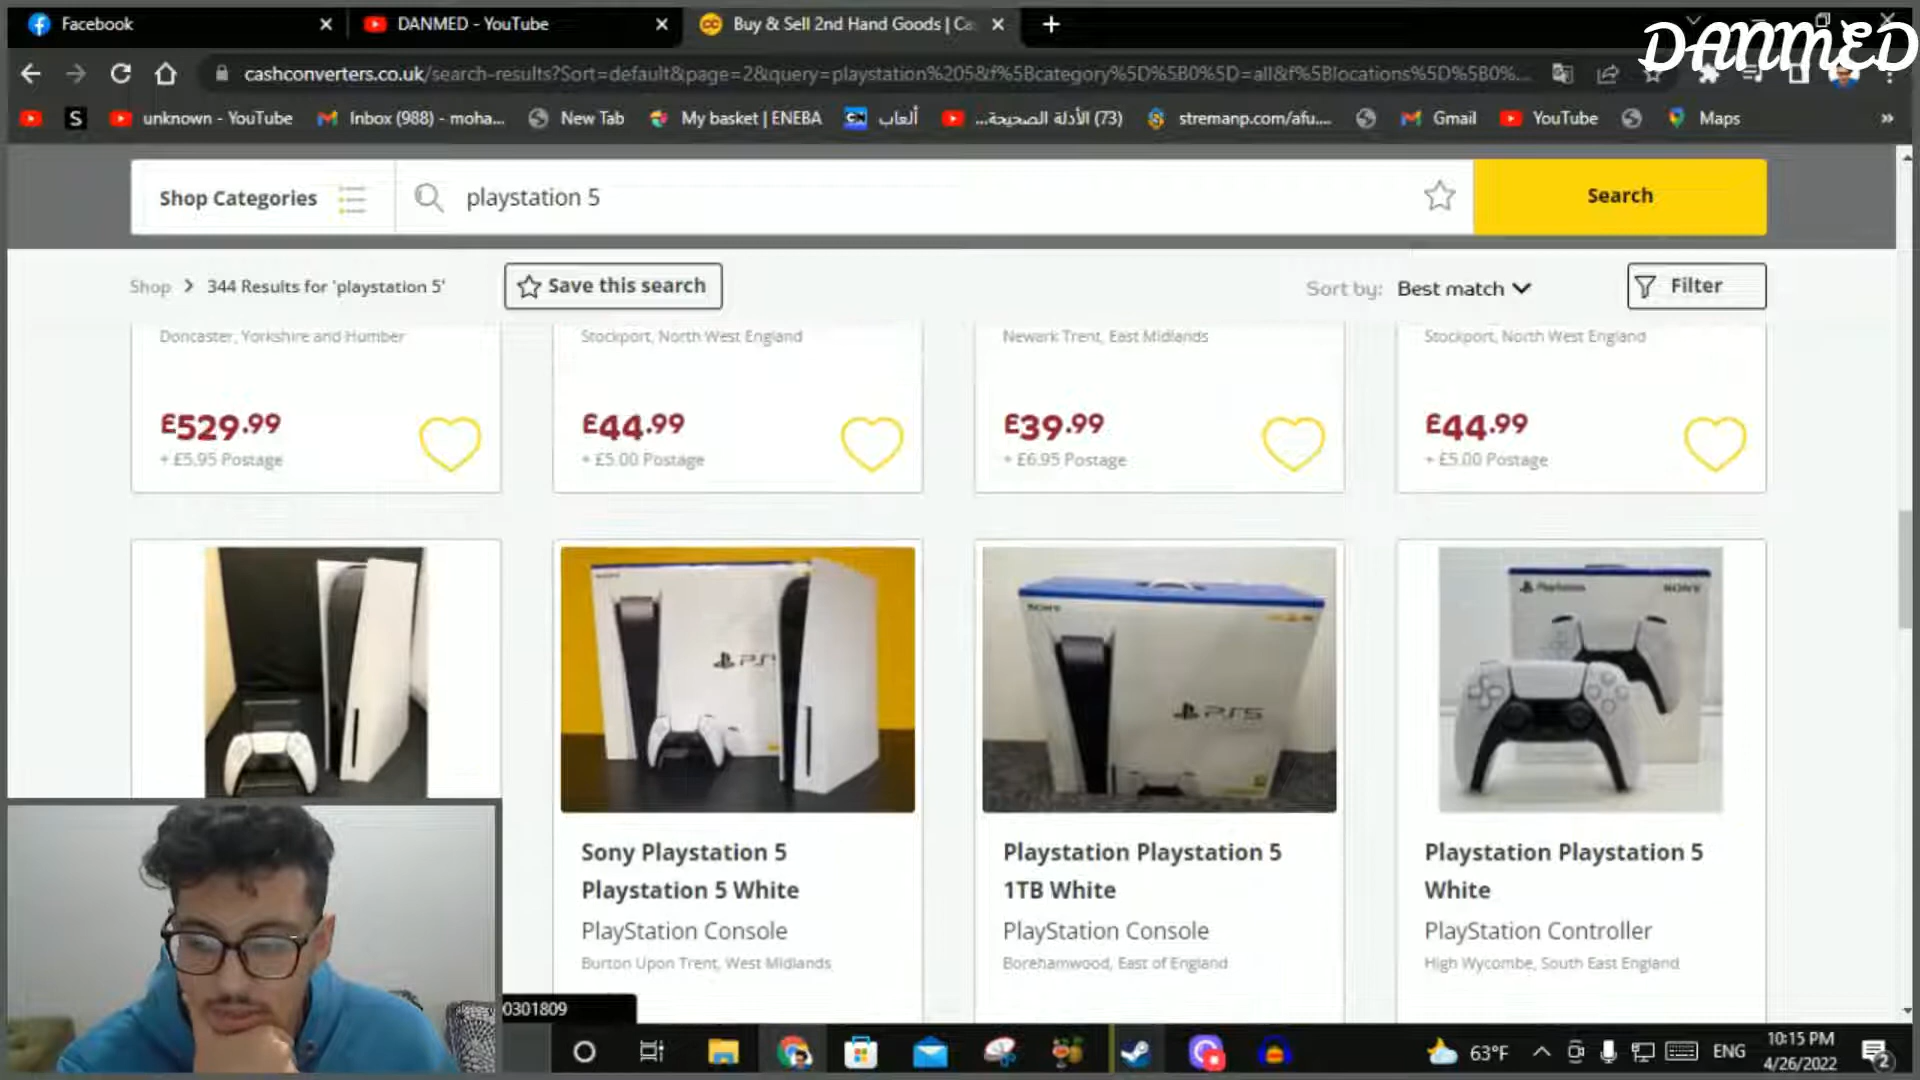 Facebook
DANMED - YouTube
Buy & Sell 2nd Hand Goods | Ca
DANMED
cashconverters.co.uk/search-results?Sort=default&page=2&query=playstation%205&f%5Bcategory%5D%5B0%5D=all&f%5Blocations%5D%5B0%...
unknown - YouTube
Inbox (988) - moha...
New Tab
My basket | ENEBA
ألعاب
(73) الأدلة الصحيحة...
stremanp.com/afu....
Gmail
YouTube
Maps
»
Shop Categories
playstation 5
Search
Shop > 344 Results for 'playstation 5'
Save this search
Sort by: Best match
Filter
Doncaster, Yorkshire and Humber
Stockport, North West England
Newark Trent, East Midlands
Stockport, North West England
£529.99
+ £5.95 Postage
£44.99
+ £5.00 Postage
£39.99
+ £6.95 Postage
£44.99
+ £5.00 Postage
SONY
PS5
PlayStation
SONY
Sony Playstation 5
Playstation 5 White
PlayStation Console
Burton Upon Trent, West Midlands
Playstation Playstation 5
1TB White
PlayStation Console
Borehamwood, East of England
Playstation Playstation 5
White
PlayStation Controller
High Wycombe, South East England
0301809
63°F
ENG
10:15 PM
4/26/2022
2